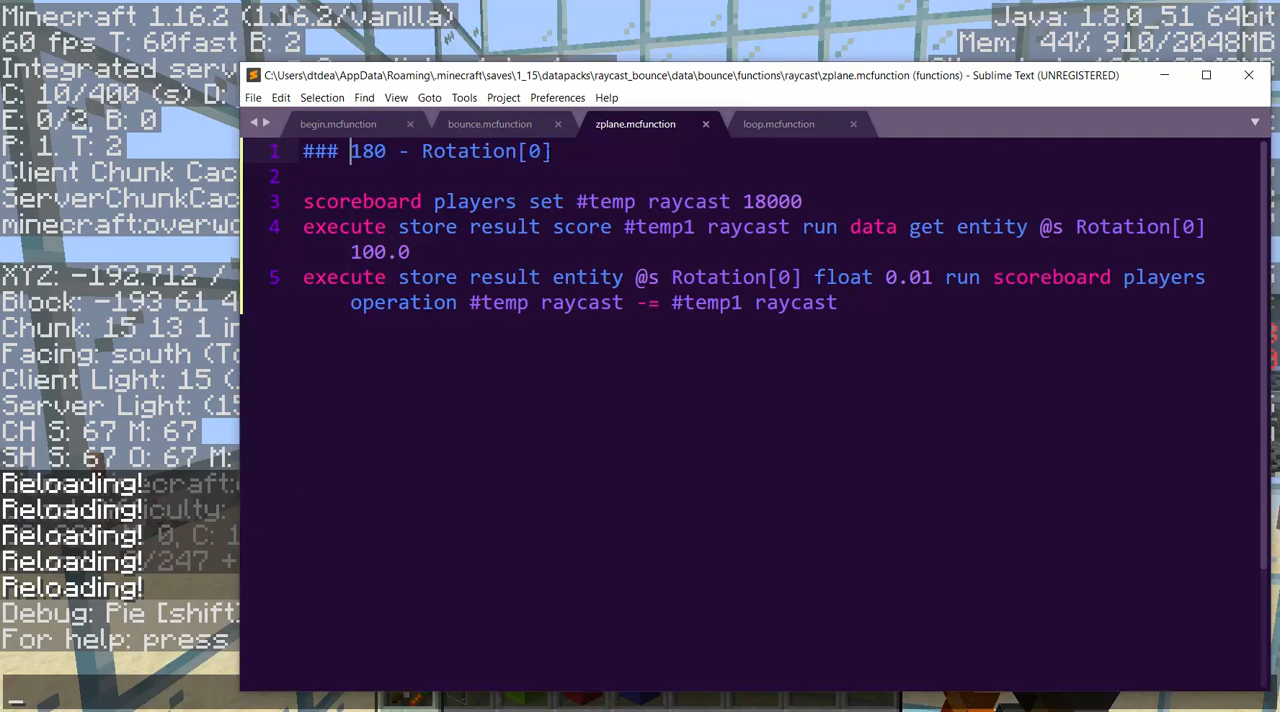 Minecraft 1.16.2 (1.16.2/vanilla)
60 fps T: 60fast B: 2
Integrated serv
C: 10/400 (s) D:
E: 0/2, B: 0
P: 1. T: 2
Client Chunk Cac
ServerChunkCac
minecraft:overwo
XYZ: -192.712 /
Block: -193 61 4
Chunk: 15 13 1 in
Facing: south (To
Client Light: 15 (
Server Light: (15
CH S: 67 M: 67
SH S: 67 O: 67 M:
Reloading!
Reloading!
Reloading!
Reloading!
Reloading!
Debug: Pie [shift]
For help: press
Java: 1.8.0_51 64bit
Mem: 44% 910/2048MB
C:\Users\dtdea\AppData\Roaming\.minecraft\saves\1_15\datapacks\raycast_bounce\data\bounce\functions\raycast\zplane.mcfunction (functions) - Sublime Text (UNREGISTERED)
File Edit Selection Find View Goto Tools Project Preferences Help
begin.mcfunction bounce.mcfunction zplane.mcfunction loop.mcfunction
1 ### 180 - Rotation[0]
2
3 scoreboard players set #temp raycast 18000
4 execute store result score #temp1 raycast run data get entity @s Rotation[0]
100.0
5 execute store result entity @s Rotation[0] float 0.01 run scoreboard players
operation #temp raycast -= #temp1 raycast